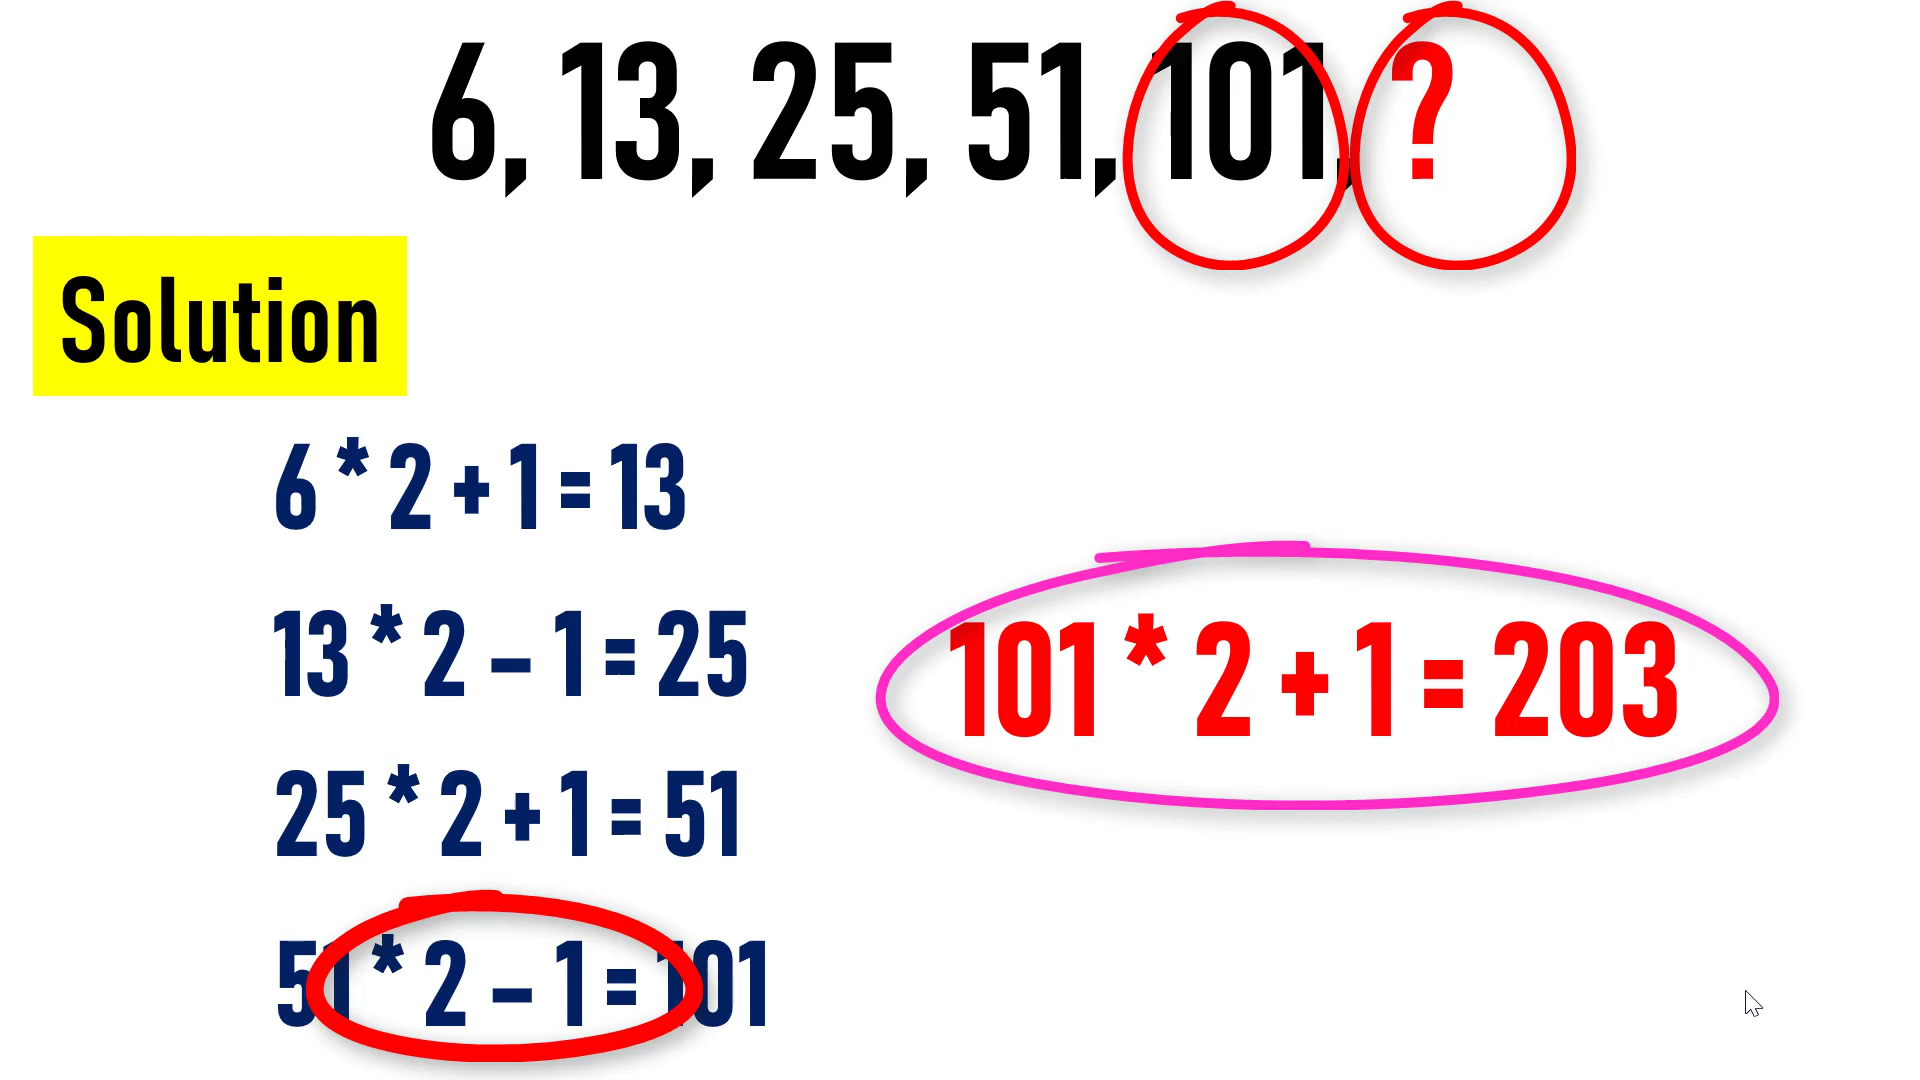 6, 13, 25, 51, 101, ?
Solution
6 * 2 + 1 = 13
13 * 2 – 1 = 25
25 * 2 + 1 = 51
51 * 2 – 1 = 101
101 * 2 + 1 = 203